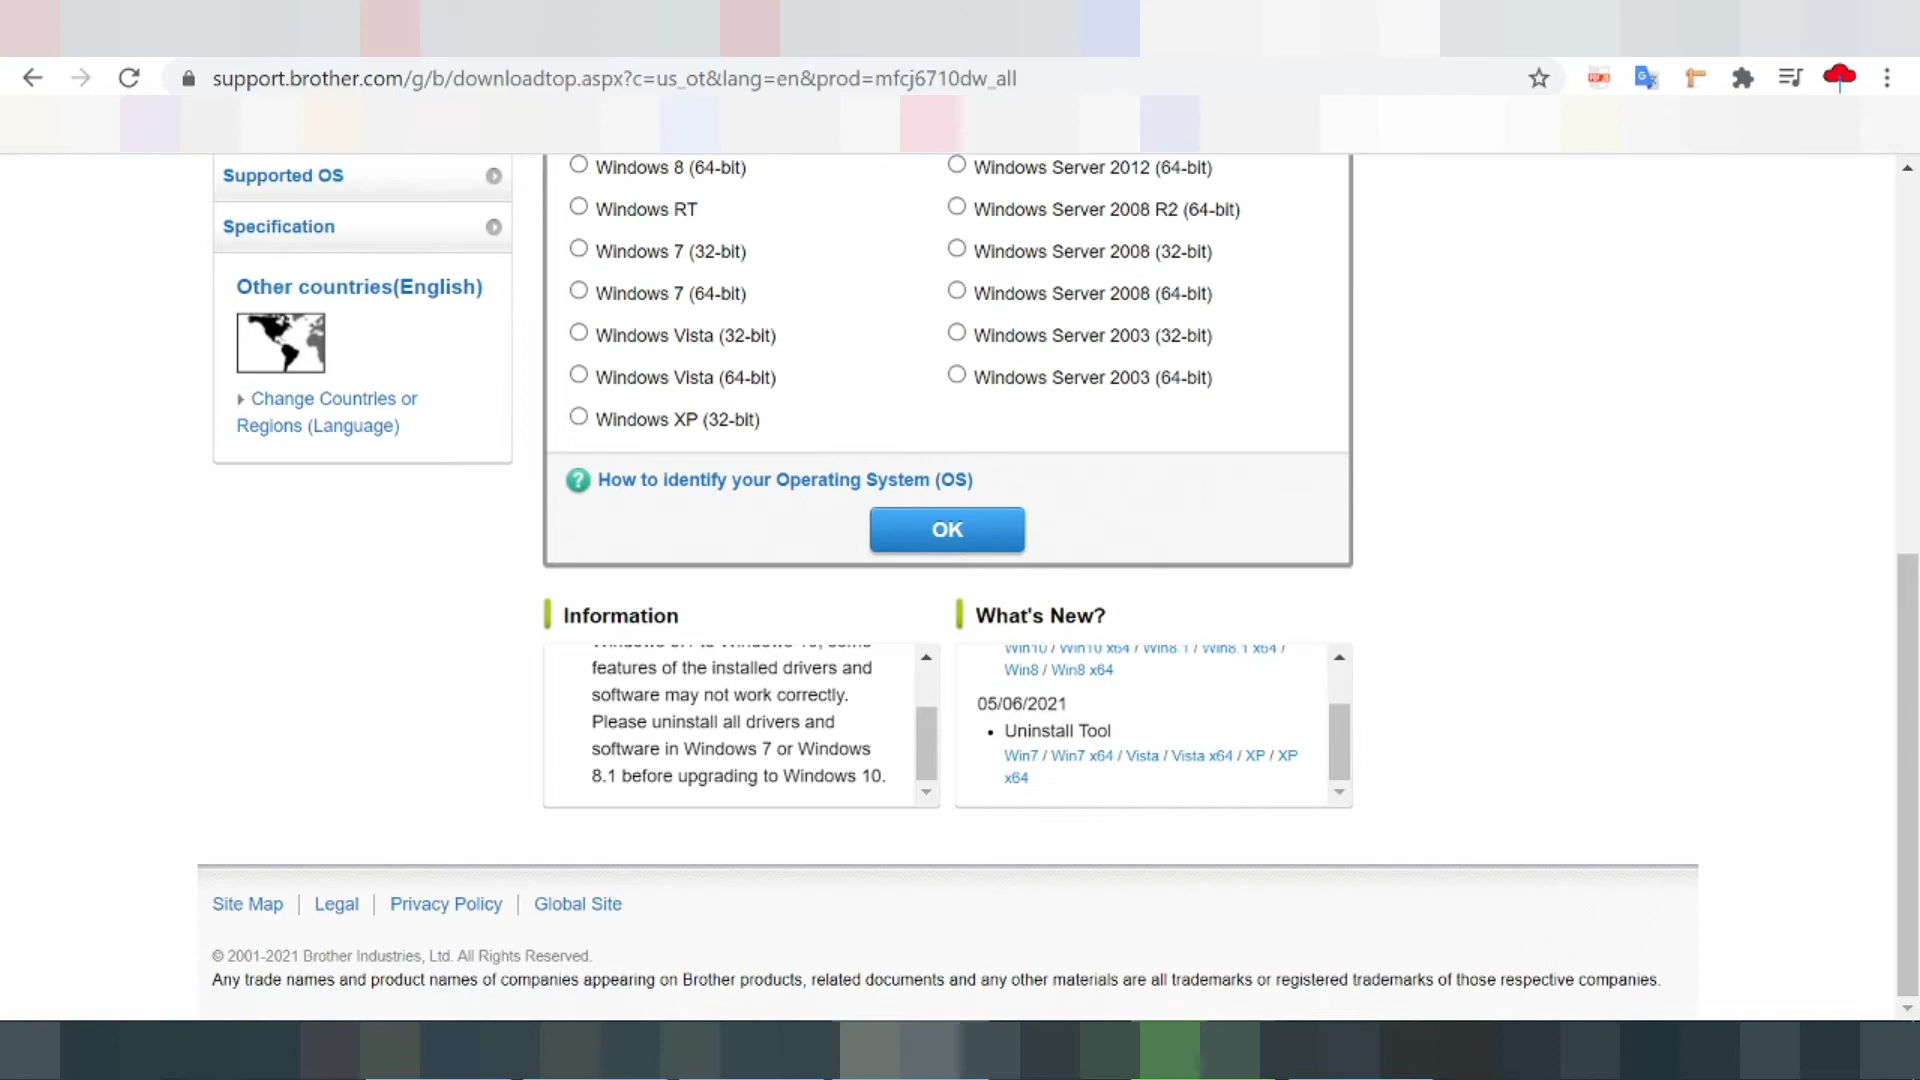 support.brother.com/g/b/downloadtop.aspx?c=us_ot&lang=en&prod=mfcj6710dw_all
Supported OS
Specification
Other countries(English)
Change Countries or
Regions (Language)
Windows 8 (64-bit)
Windows RT
Windows 7 (32-bit)
Windows 7 (64-bit)
Windows Vista (32-bit)
Windows Vista (64-bit)
Windows XP (32-bit)
Windows Server 2012 (64-bit)
Windows Server 2008 R2 (64-bit)
Windows Server 2008 (32-bit)
Windows Server 2008 (64-bit)
Windows Server 2003 (32-bit)
Windows Server 2003 (64-bit)
? How to identify your Operating System (OS)
OK
Information
features of the installed drivers and
software may not work correctly.
Please uninstall all drivers and
software in Windows 7 or Windows
8.1 before upgrading to Windows 10.
What's New?
Win10 / Win10 x64 / Win8.1 / Win8.1 x64 /
Win8 / Win8 x64
05/06/2021
• Uninstall Tool
Win7 / Win7 x64 / Vista / Vista x64 / XP / XP
x64
Site Map | Legal | Privacy Policy | Global Site
© 2001-2021 Brother Industries, Ltd. All Rights Reserved.
Any trade names and product names of companies appearing on Brother products, related documents and any other materials are all trademarks or registered trademarks of those respective companies.